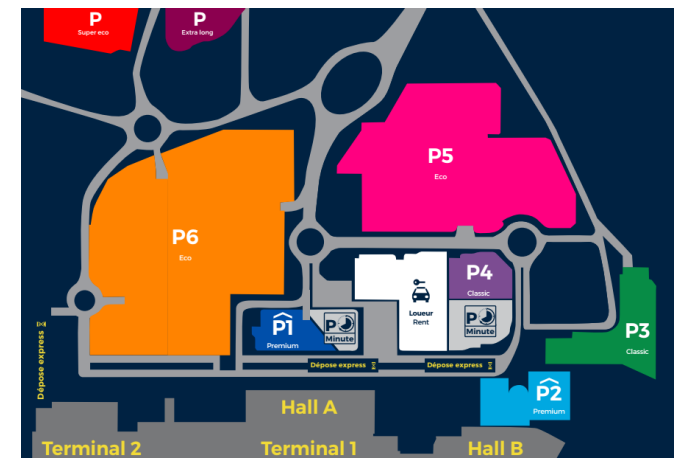 P
Super eco
P
Extra long
P5
Eco
P6
Eco
P4
Classic
Loueur
Rent
P1
Premium
P
Minute
P
Minute
P3
Classic
Dépose express
Dépose express
Dépose express
P2
Premium
Hall A
Terminal 2
Terminal 1
Hall B